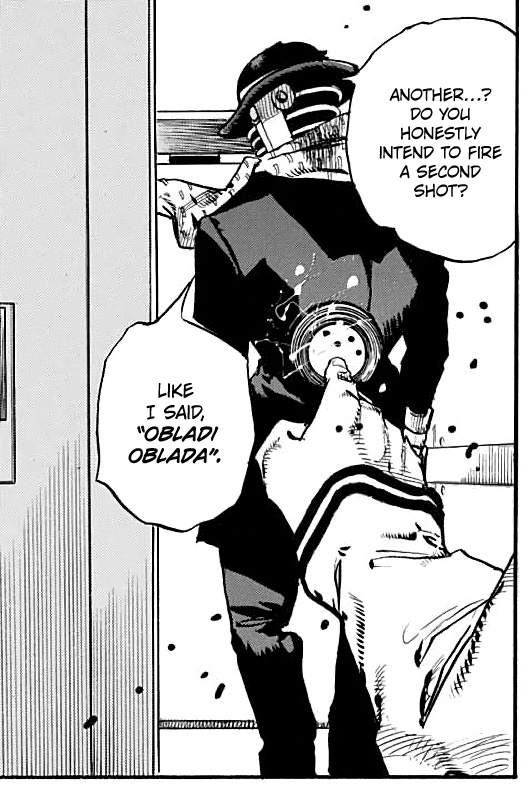 ANOTHER...?
DO YOU
HONESTLY
INTEND TO FIRE
A SECOND
SHOT?
LIKE
I SAID,
"OBLADI
OBLADA".